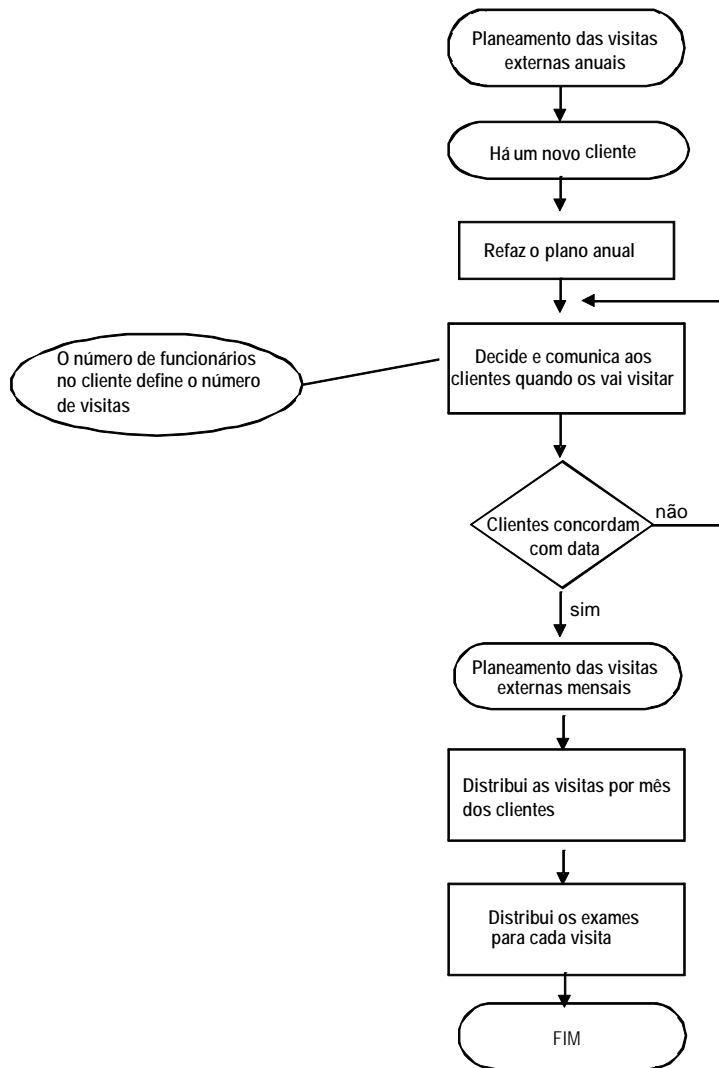 Planeamento das visitas
externas anuais
Há um novo cliente
Refaz o plano anual
O número de funcionários
no cliente define o número
de visitas
Decide e comunica aos
clientes quando os vai visitar
Clientes concordam
com data
não
sim
Planeamento das visitas
externas mensais
Distribui as visitas por mês
dos clientes
Distribui os exames
para cada visita
FIM